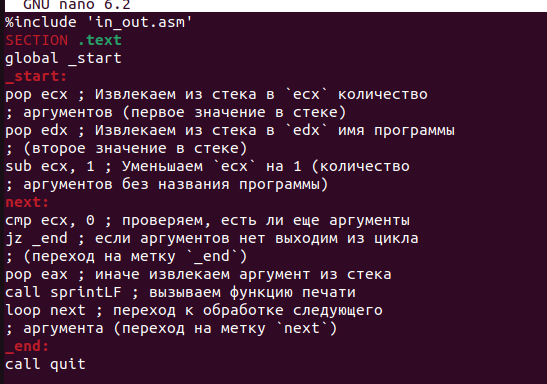 GNU nano 6.2
%include 'in_out.asm'
SECTION .text
global _start
_start:
pop ecx ; Извлекаем из стека в `ecx` количество
; аргументов (первое значение в стеке)
pop edx ; Извлекаем из стека в `edx` имя программы
; (второе значение в стеке)
sub ecx, 1 ; Уменьшаем `ecx` на 1 (количество
; аргументов без названия программы)
next:
cmp ecx, 0 ; проверяем, есть ли еще аргументы
jz _end ; если аргументов нет выходим из цикла
; (переход на метку `_end`)
pop eax ; иначе извлекаем аргумент из стека
call sprintLF ; вызываем функцию печати
loop next ; переход к обработке следующего
; аргумента (переход на метку `next`)
_end:
call quit